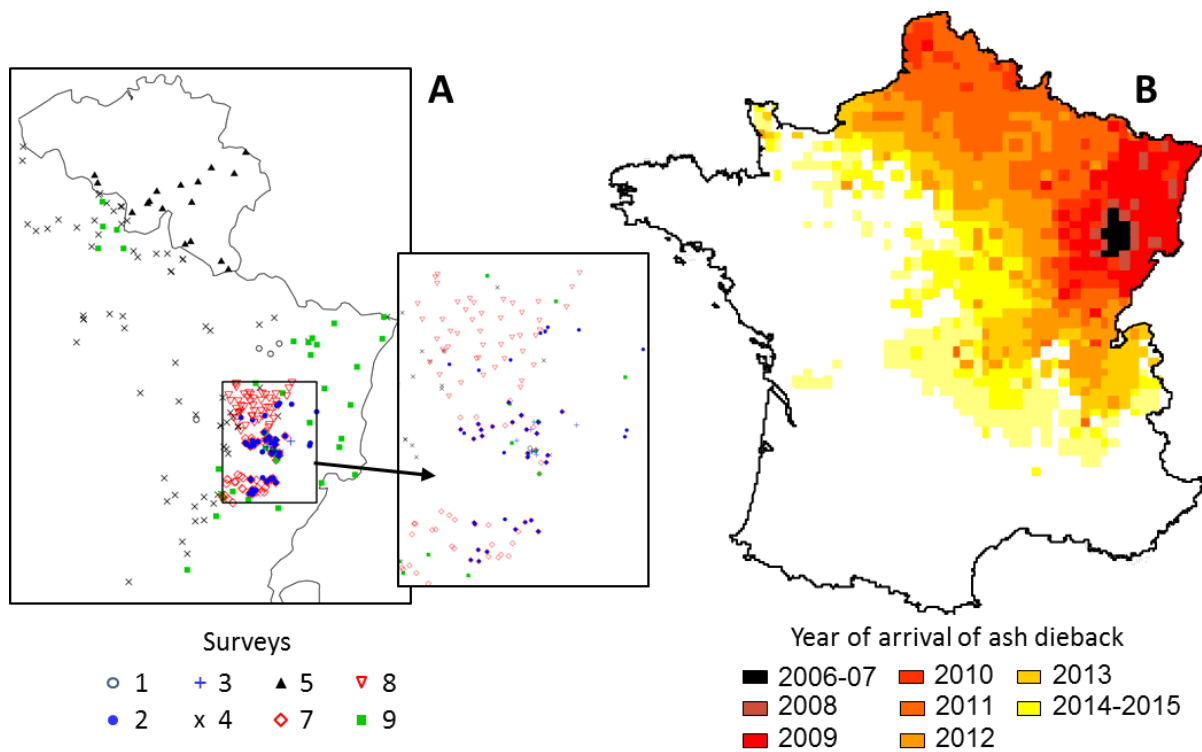 A
B
Surveys
1 3 5 8
2 4 7 9
Year of arrival of ash dieback
2006-07 2010 2013
2008 2011 2014-2015
2009 2012